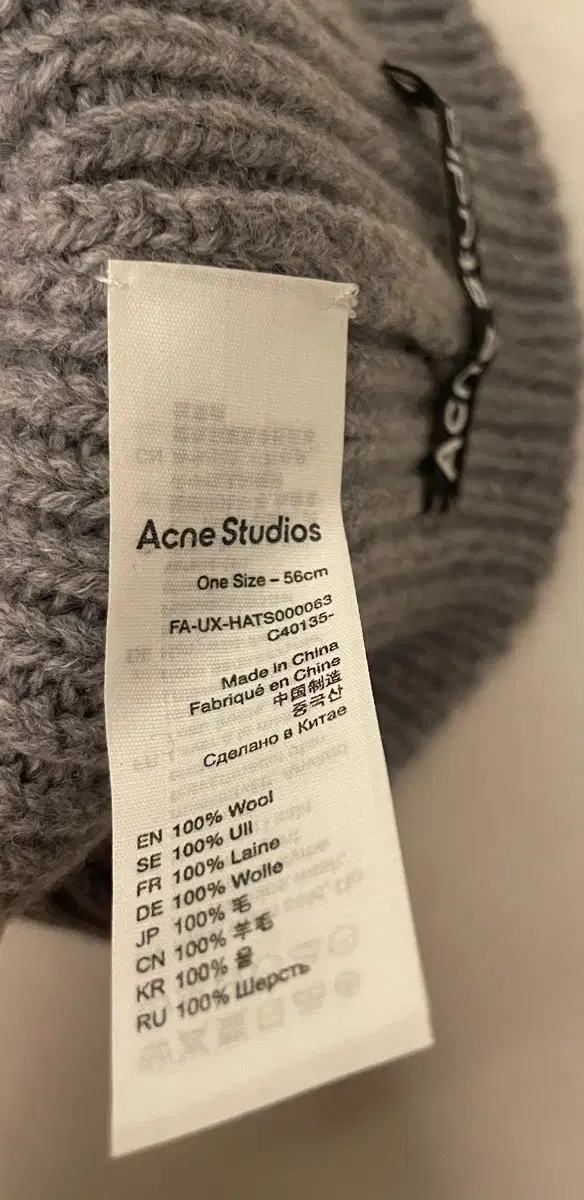 Acne Studios
Acne Studios
One Size – 56cm
FA-UX-HATS000063
C40135-
Made in China
Fabriqué en Chine
中国制造
중국산
Сделано в Китае
EN 100% Wool
SE 100% Ull
FR 100% Laine
DE 100% Wolle
JP 100% 毛
CN 100% 羊毛
KR 100% 울
RU 100% Шерсть